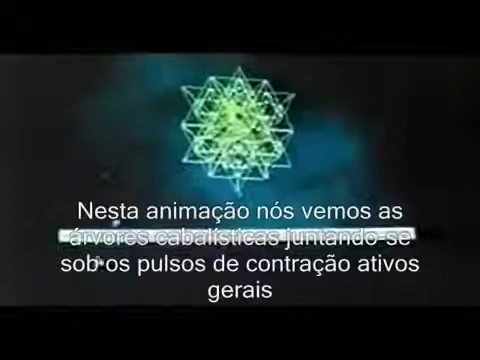 Nesta animação nós vemos as
árvores cabalísticas juntando-se
sob os pulsos de contração ativos
gerais